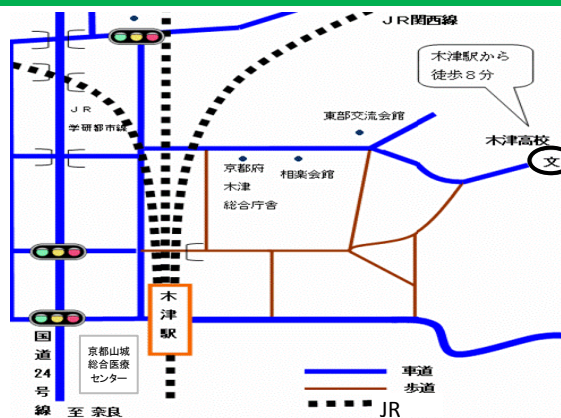 JR関西線
木津駅から
徒歩8分
JR
学研都市線
東部交流会館
木津高校
文
京都府
木津
総合庁舎
相楽会館
木津駅
京都山城
総合医療
センター
国道24号線
至 奈良
車道
歩道
JR